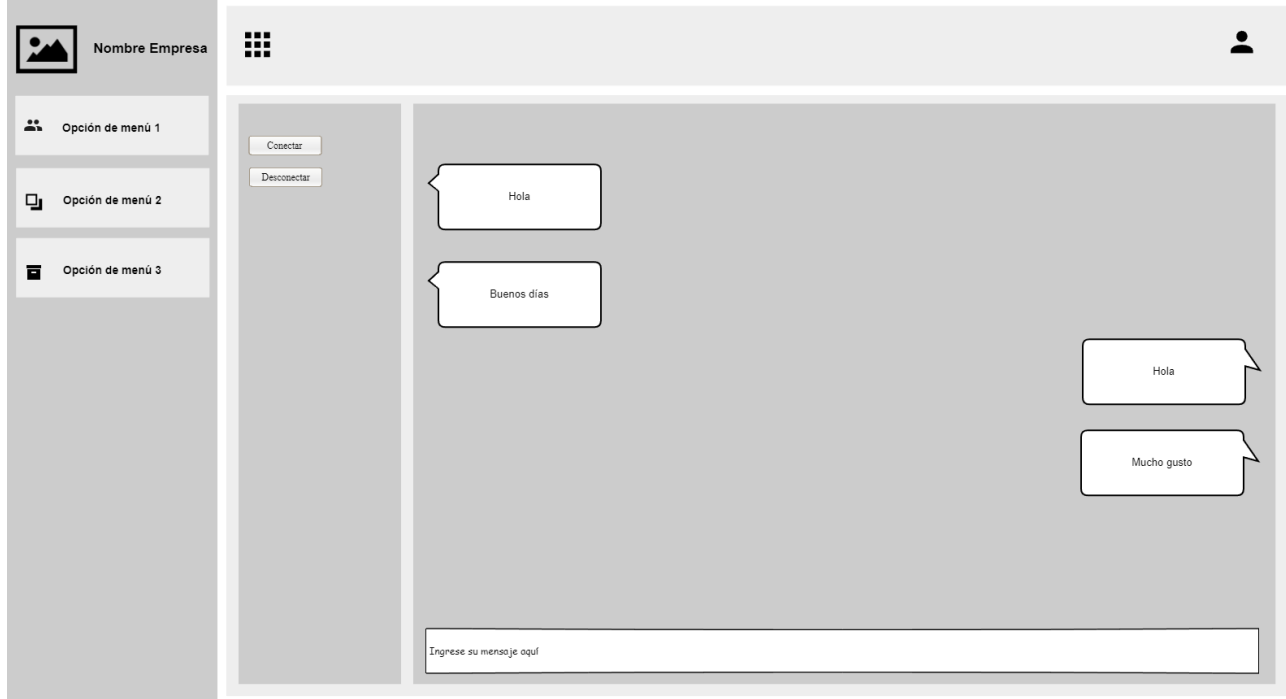 Nombre Empresa
Opción de menú 1
Opción de menú 2
Opción de menú 3
Conectar
Desconectar
Hola
Buenos días
Hola
Mucho gusto
Ingrese su mensaje aquí